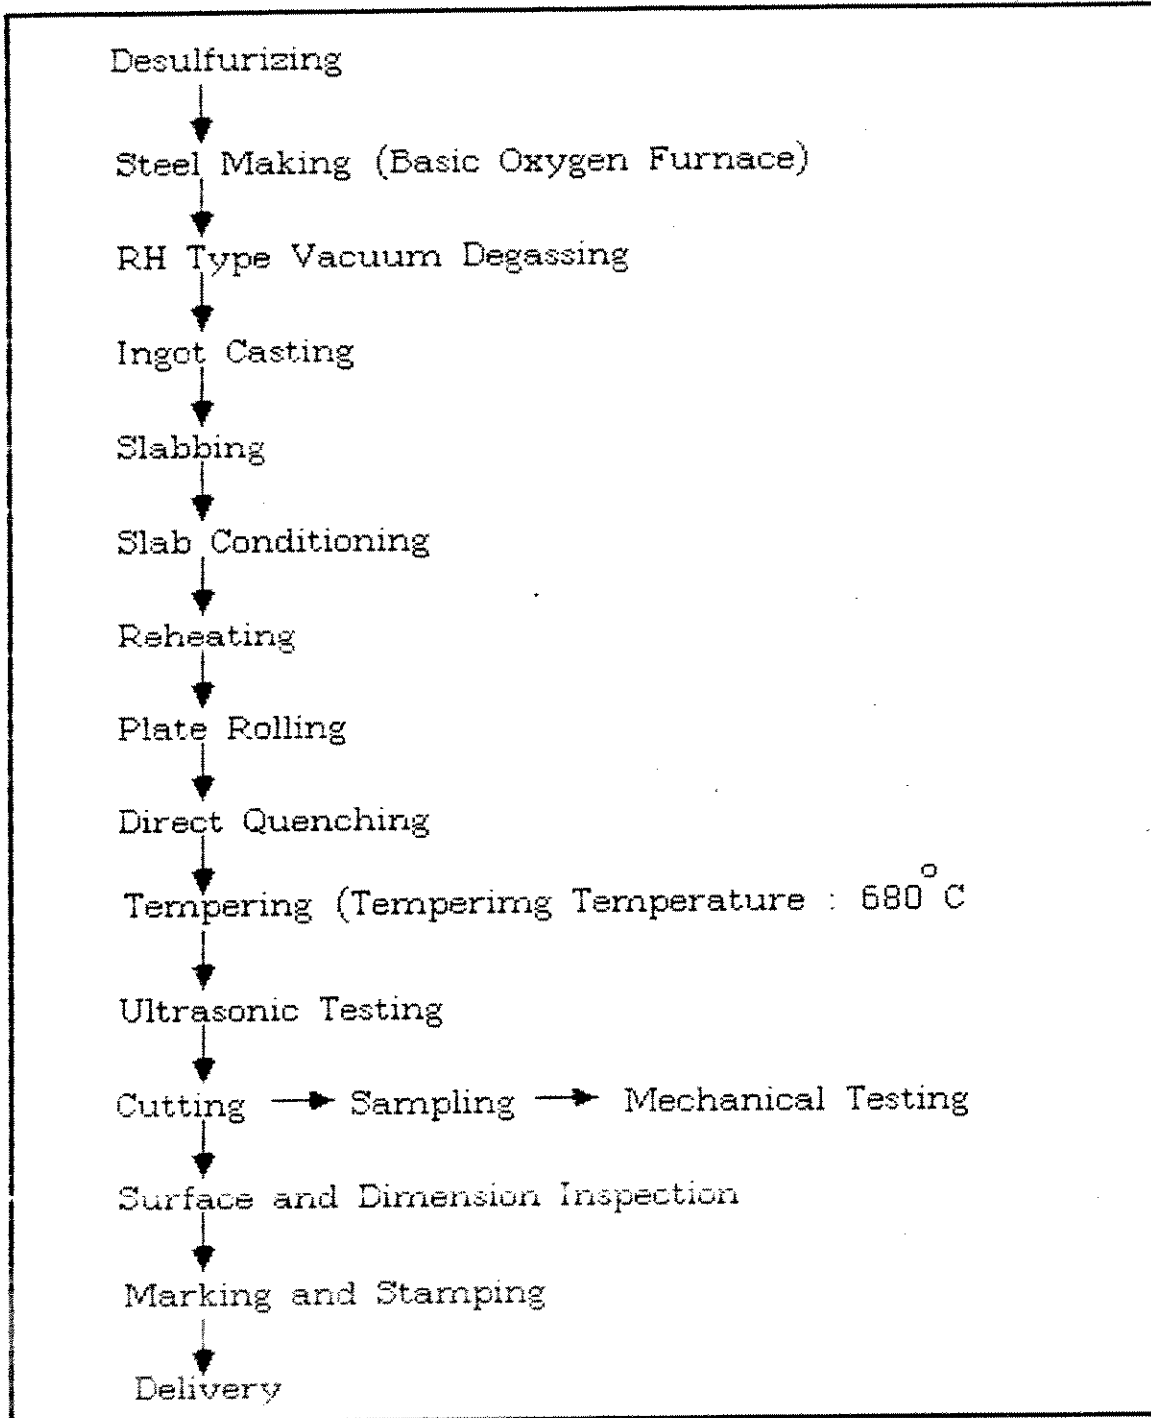 Desulfurizing
Steel Making (Basic Oxygen Furnace)
RH Type Vacuum Degassing
Ingot Casting
Slabbing
Slab Conditioning
Reheating
Plate Rolling
Direct Quenching
Tempering (Temperimg Temperature : 680°C
Ultrasonic Testing
Cutting → Sampling → Mechanical Testing
Surface and Dimension Inspection
Marking and Stamping
Delivery